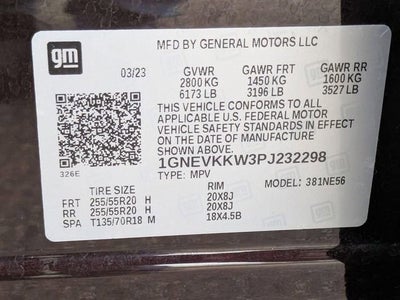 gm
MFD BY GENERAL MOTORS LLC
03/23 GVWR GAWR FRT GAWR RR
2800 KG 1450 KG 1600 KG
6173 LB 3196 LB 3527 LB
THIS VEHICLE CONFORMS TO ALL
APPLICABLE U.S. FEDERAL MOTOR
VEHICLE SAFETY STANDARDS IN EFFECT
ON THE DATE OF MANUFACTURE
SHOWN ABOVE.
1GNEVKKW3PJ232298
326E TYPE: MPV
TIRE SIZE RIM MODEL: 381NE56
FRT 255/55R20 H 20X8J
RR 255/55R20 H 20X8J
SPA T135/70R18 M 18X4.5B